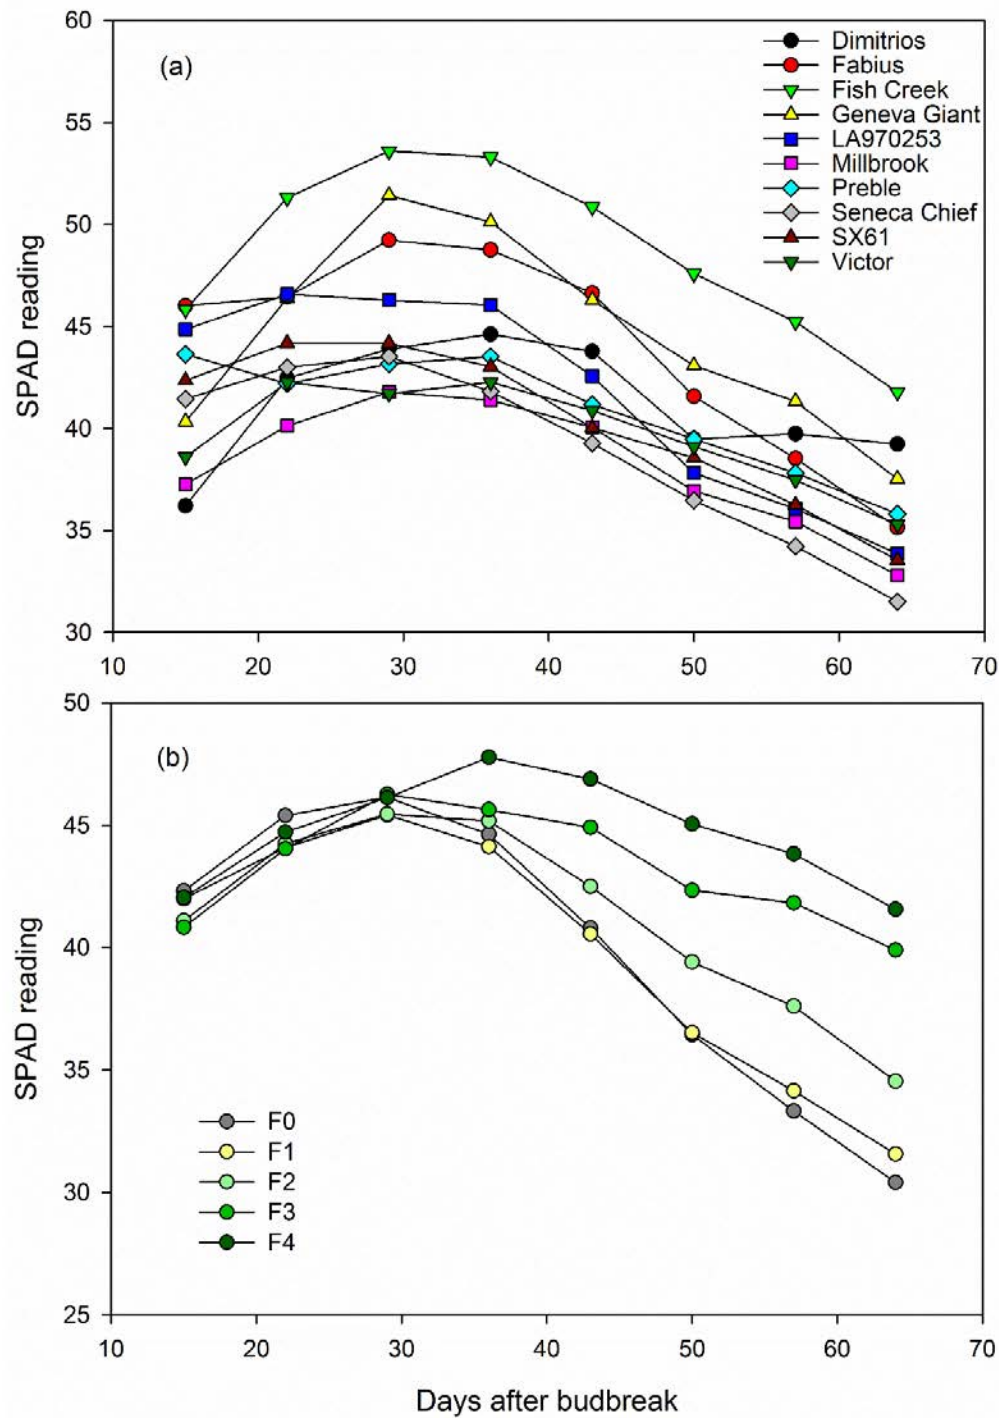 60
55
50
45
40
35
30
SPAD reading
(a)
Dimitrios
Fabius
Fish Creek
Geneva Giant
LA970253
Millbrook
Preble
Seneca Chief
SX61
Victor
10 20 30 40 50 60 70
50
45
40
35
30
25
SPAD reading
(b)
F0
F1
F2
F3
F4
10 20 30 40 50 60 70
Days after budbreak